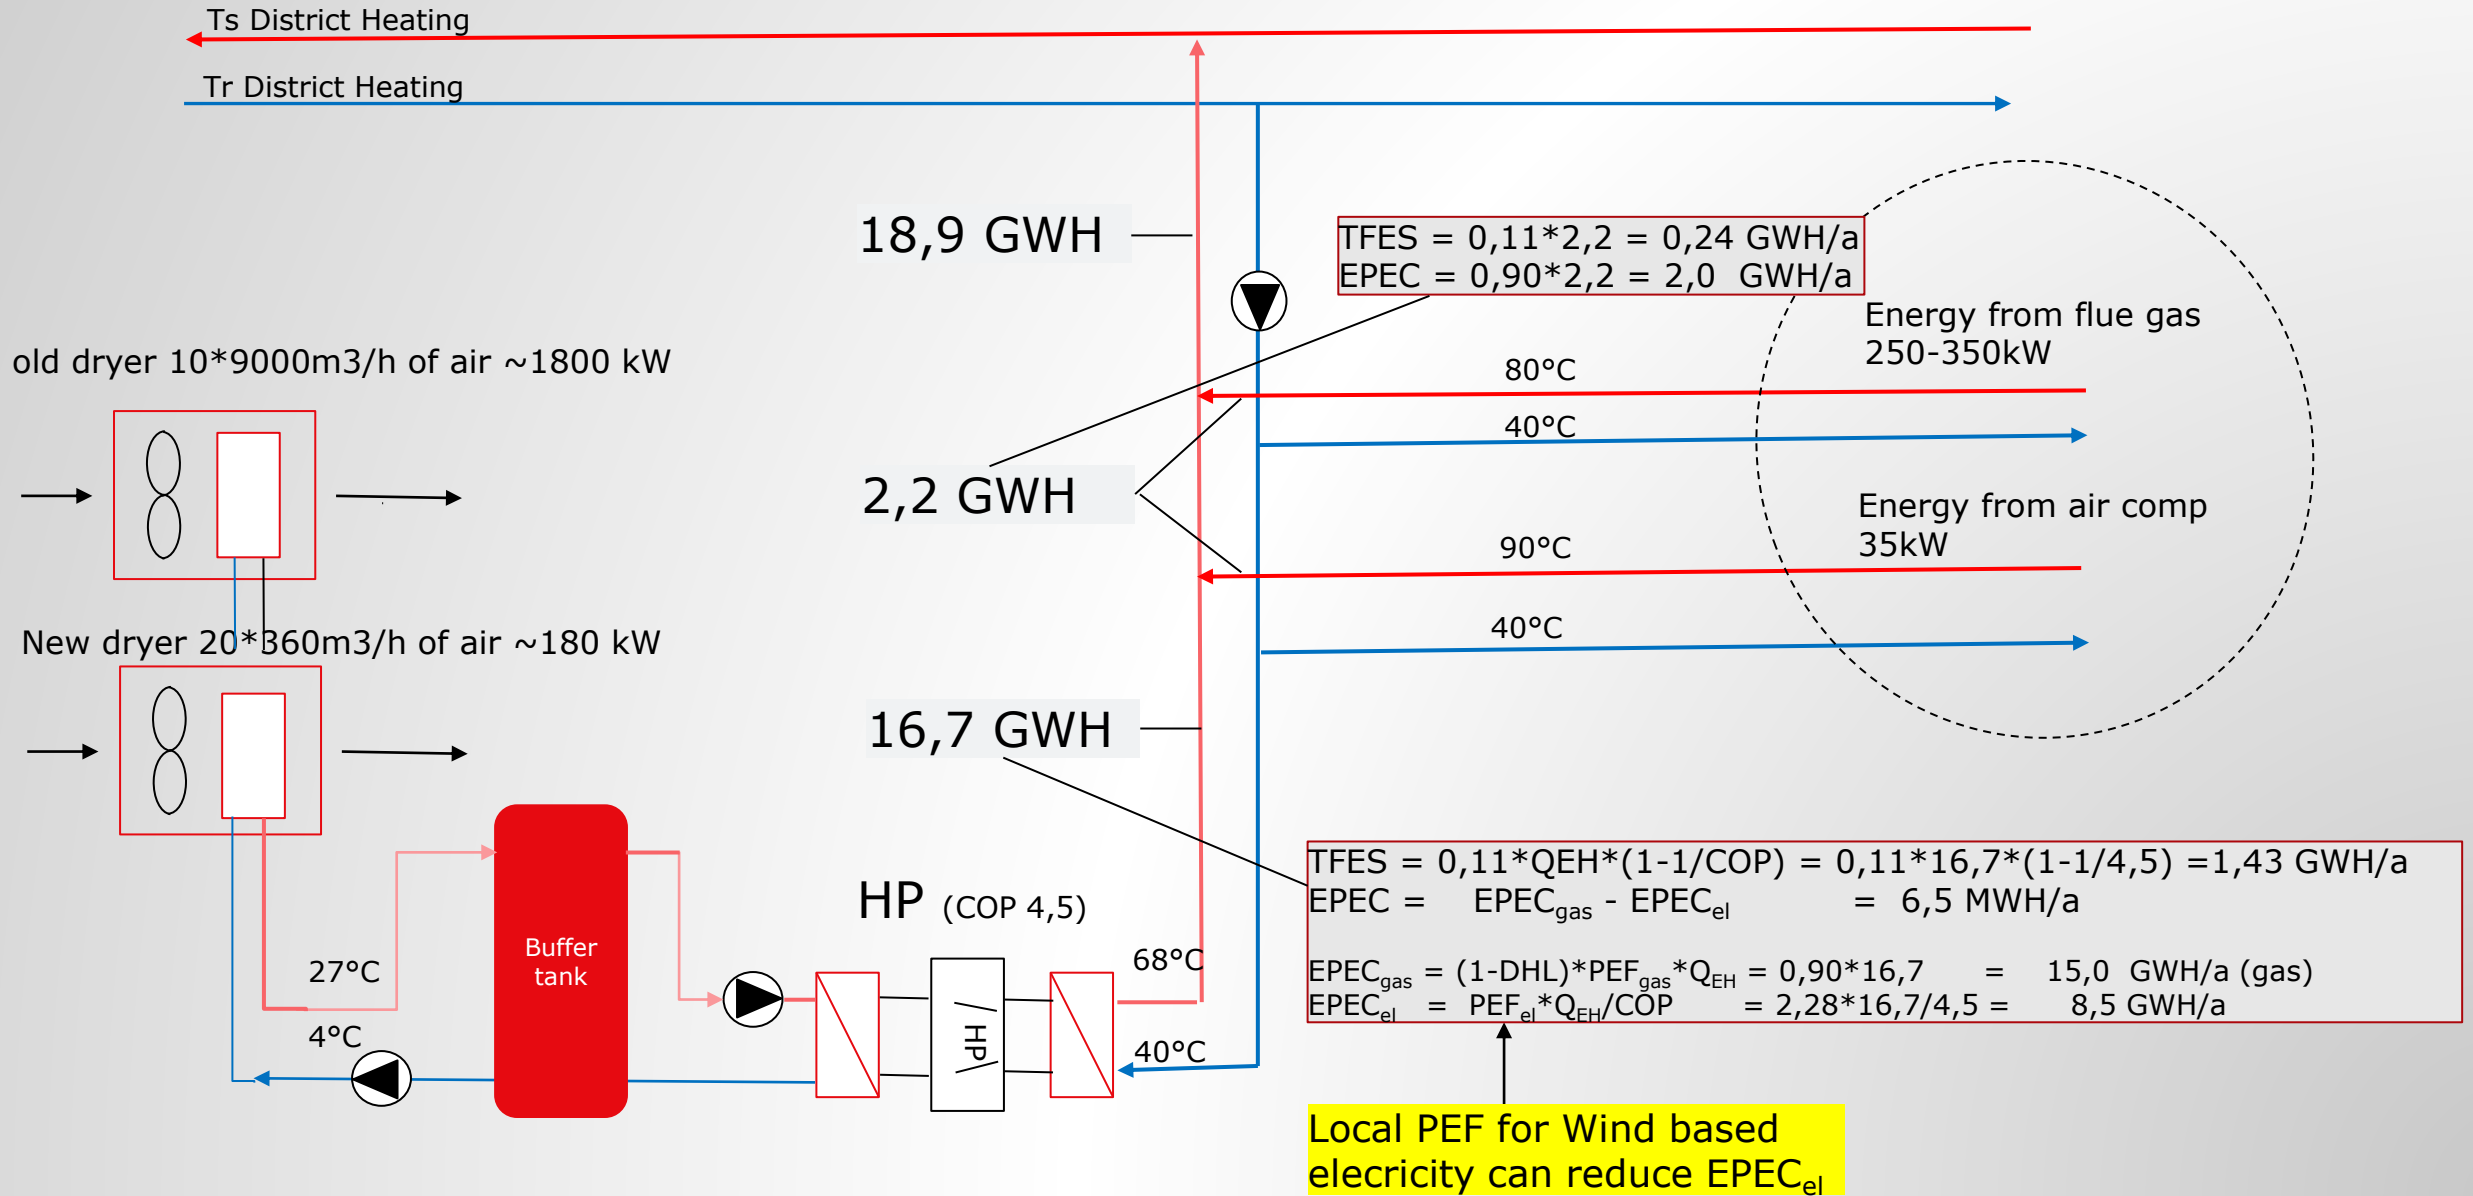 Ts District Heating
Tr District Heating
18,9 GWH
TFES = 0,11*2,2 = 0,24 GWH/a
EPEC = 0,90*2,2 = 2,0 GWH/a
Energy from flue gas
250-350kW
old dryer 10*9000m3/h of air ~1800 kW
80°C
40°C
2,2 GWH
Energy from air comp
35kW
90°C
New dryer 20*360m3/h of air ~180 kW
40°C
16,7 GWH
TFES = 0,11*QEH*(1-1/COP) = 0,11*16,7*(1-1/4,5) =1,43 GWH/a
EPEC = EPECgas - EPECel = 6,5 MWH/a
EPECgas = (1-DHL)*PEFgas*QEH = 0,90*16,7 = 15,0 GWH/a (gas)
EPECel = PEFel*QEH/COP = 2,28*16,7/4,5 = 8,5 GWH/a
HP (COP 4,5)
Buffer
tank
27°C
68°C
HP
4°C
40°C
Local PEF for Wind based
elecricity can reduce EPECel